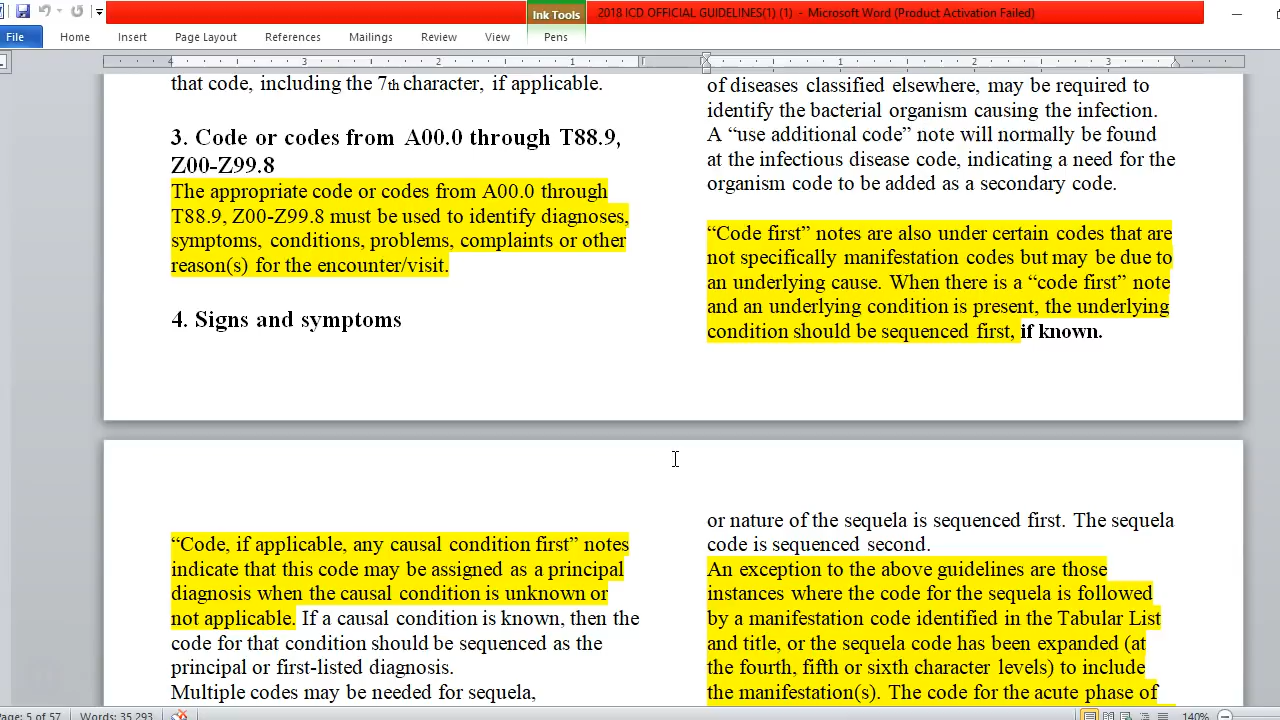 Ink Tools
2018 ICD OFFICIAL GUIDELINES(1) (1) - Microsoft Word (Product Activation Failed)
File Home Insert Page Layout References Mailings Review View Pens
4 3 2 1 1 2 3
that code, including the 7th character, if applicable.
3. Code or codes from A00.0 through T88.9,
Z00-Z99.8
The appropriate code or codes from A00.0 through
T88.9, Z00-Z99.8 must be used to identify diagnoses,
symptoms, conditions, problems, complaints or other
reason(s) for the encounter/visit.
4. Signs and symptoms
of diseases classified elsewhere, may be required to
identify the bacterial organism causing the infection.
A “use additional code” note will normally be found
at the infectious disease code, indicating a need for the
organism code to be added as a secondary code.
“Code first” notes are also under certain codes that are
not specifically manifestation codes but may be due to
an underlying cause. When there is a “code first” note
and an underlying condition is present, the underlying
condition should be sequenced first, if known.
“Code, if applicable, any causal condition first” notes
indicate that this code may be assigned as a principal
diagnosis when the causal condition is unknown or
not applicable. If a causal condition is known, then the
code for that condition should be sequenced as the
principal or first-listed diagnosis.
Multiple codes may be needed for sequela,
or nature of the sequela is sequenced first. The sequela
code is sequenced second.
An exception to the above guidelines are those
instances where the code for the sequela is followed
by a manifestation code identified in the Tabular List
and title, or the sequela code has been expanded (at
the fourth, fifth or sixth character levels) to include
the manifestation(s). The code for the acute phase of
Page: 5 of 57 Words: 35,293 140%